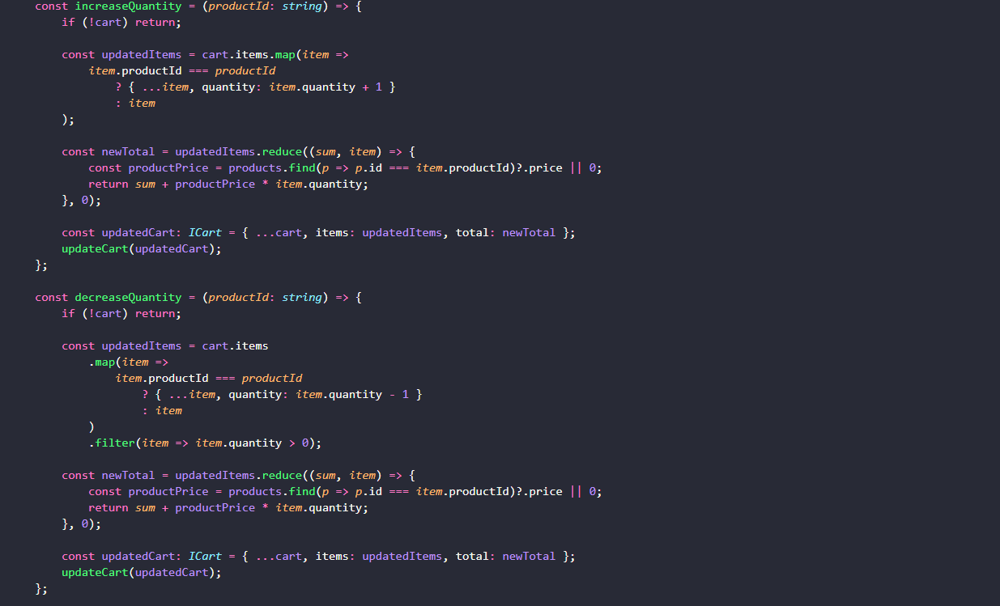 const increaseQuantity = (productId: string) => {
    if (!cart) return;

    const updatedItems = cart.items.map(item =>
        item.productId === productId
            ? { ...item, quantity: item.quantity + 1 }
            : item
    );

    const newTotal = updatedItems.reduce((sum, item) => {
        const productPrice = products.find(p => p.id === item.productId)?.price || 0;
        return sum + productPrice * item.quantity;
    }, 0);

    const updatedCart: ICart = { ...cart, items: updatedItems, total: newTotal };
    updateCart(updatedCart);
};

const decreaseQuantity = (productId: string) => {
    if (!cart) return;

    const updatedItems = cart.items
        .map(item =>
            item.productId === productId
                ? { ...item, quantity: item.quantity - 1 }
                : item
        )
        .filter(item => item.quantity > 0);

    const newTotal = updatedItems.reduce((sum, item) => {
        const productPrice = products.find(p => p.id === item.productId)?.price || 0;
        return sum + productPrice * item.quantity;
    }, 0);

    const updatedCart: ICart = { ...cart, items: updatedItems, total: newTotal };
    updateCart(updatedCart);
};